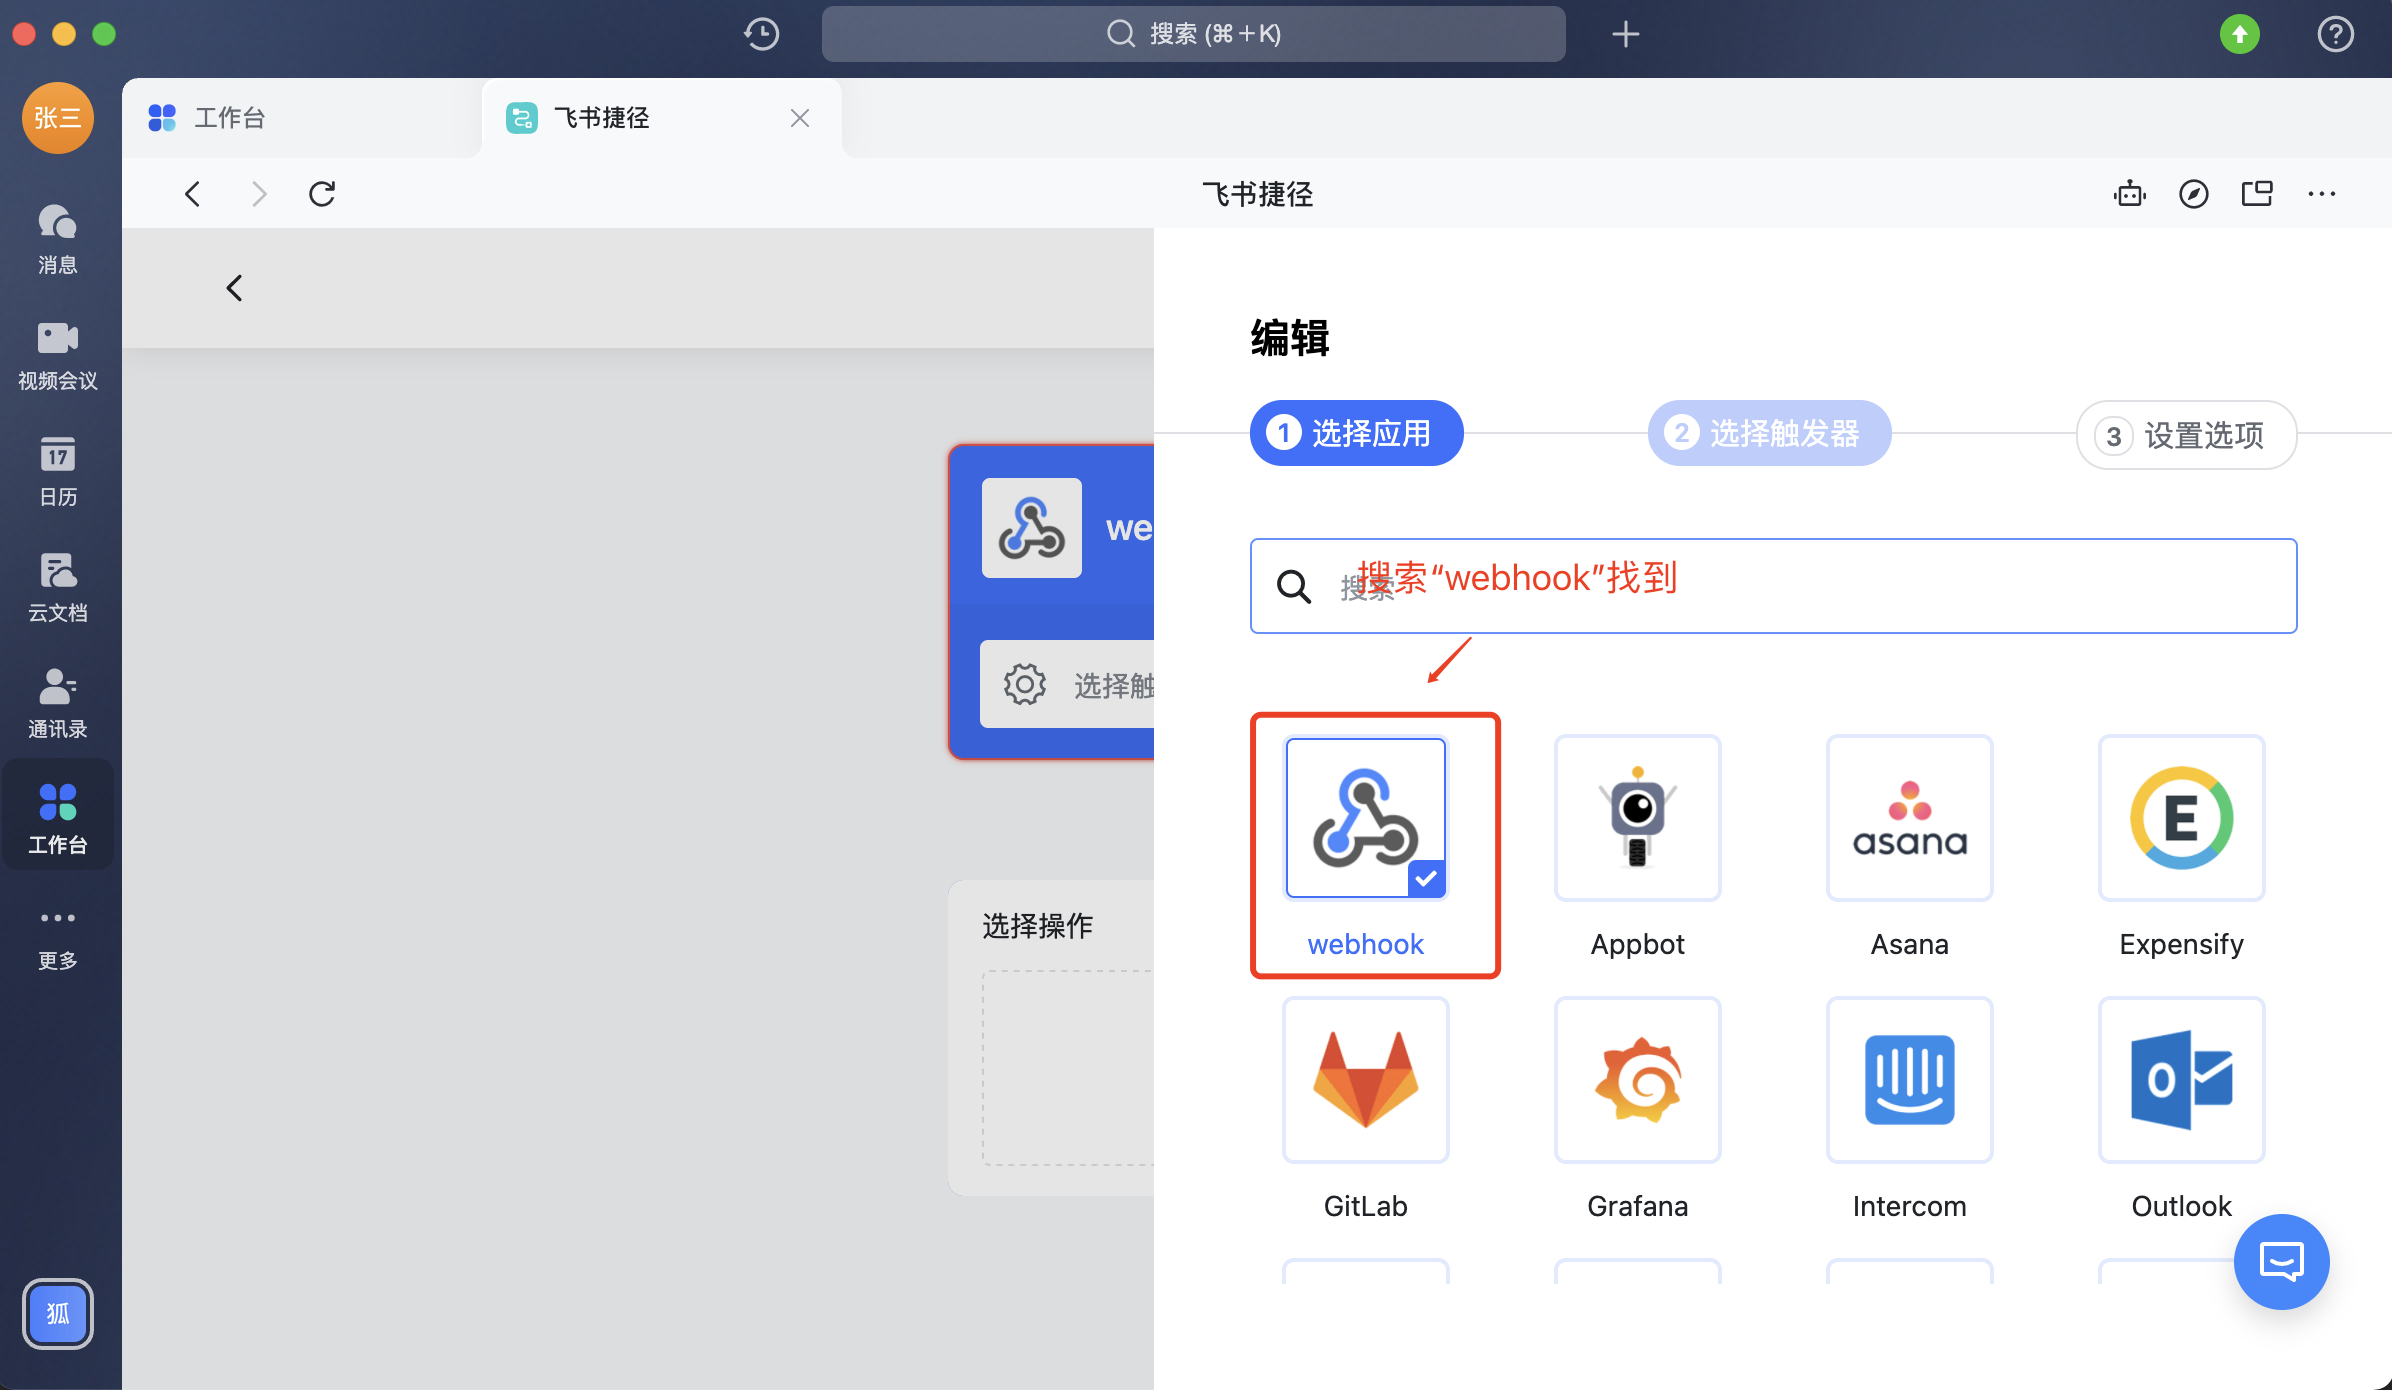 搜索 (⌘+K)
张三
工作台
飞书捷径
飞书捷径
消息
视频会议
17
日历
云文档
通讯录
工作台
更多
狐
we
选择触
选择操作
编辑
1 选择应用
2 选择触发器
3 设置选项
搜索
搜索“webhook”找到
asana
E
webhook
Appbot
Asana
Expensify
GitLab
Grafana
Intercom
Outlook